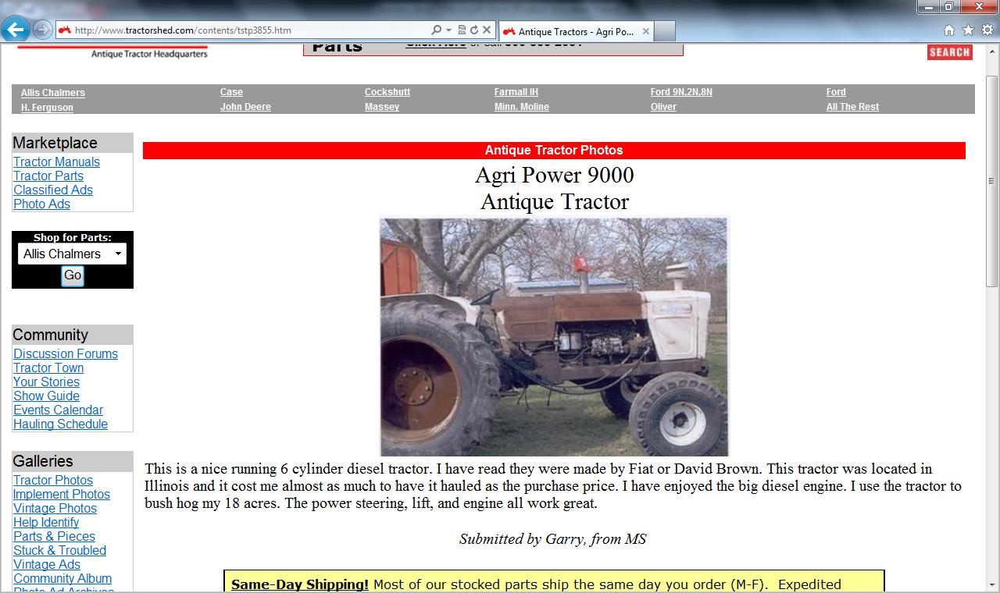 http://www.tractorshed.com/contents/tstp3855.htm
Antique Tractors - Agri Po...
Antique Tractor Headquarters
Parts
SEARCH
Allis Chalmers Case Cockshutt Farmall IH Ford 9N,2N,8N Ford
H. Ferguson John Deere Massey Minn. Moline Oliver All The Rest
Marketplace
Tractor Manuals
Tractor Parts
Classified Ads
Photo Ads
Shop for Parts:
Allis Chalmers
Go
Community
Discussion Forums
Tractor Town
Your Stories
Show Guide
Events Calendar
Hauling Schedule
Galleries
Tractor Photos
Implement Photos
Vintage Photos
Help Identify
Parts & Pieces
Stuck & Troubled
Vintage Ads
Community Album
Photo Ad Archives
Antique Tractor Photos
Agri Power 9000
Antique Tractor
This is a nice running 6 cylinder diesel tractor. I have read they were made by Fiat or David Brown. This tractor was located in
Illinois and it cost me almost as much to have it hauled as the purchase price. I have enjoyed the big diesel engine. I use the tractor to
bush hog my 18 acres. The power steering, lift, and engine all work great.
Submitted by Garry, from MS
Same-Day Shipping! Most of our stocked parts ship the same day you order (M-F). Expedited